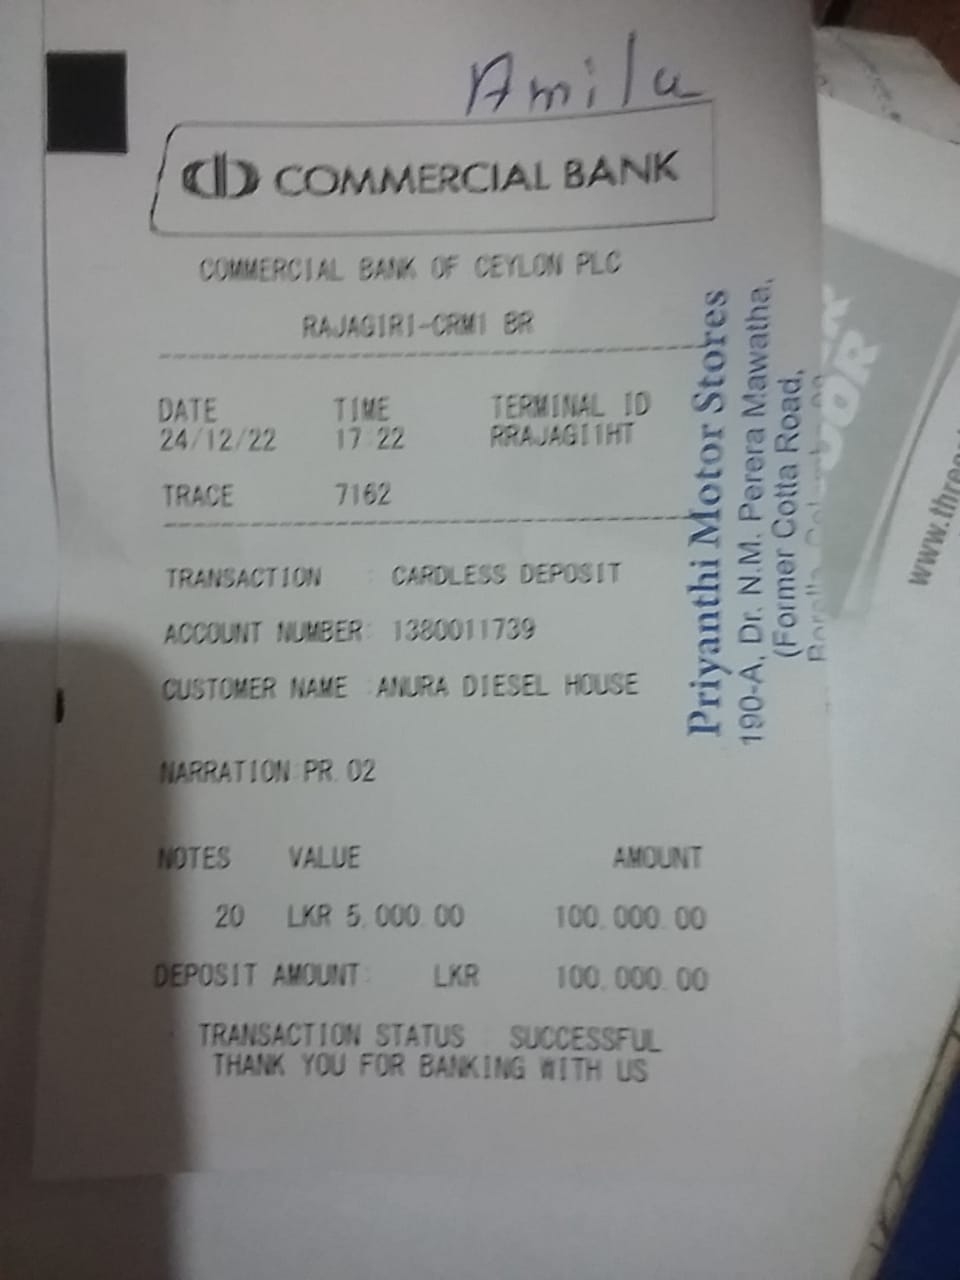 Amila
COMMERCIAL BANK
COMMERCIAL BANK OF CEYLON PLC
RAJAGIRI-CRM1 BR
DATE TIME TERMINAL ID
24/12/22 17:22 RRAJAGI1HT
TRACE 7162
TRANSACTION : CARDLESS DEPOSIT
ACCOUNT NUMBER: 1380011739
CUSTOMER NAME :ANURA DIESEL HOUSE
NARRATION:PR.02
NOTES VALUE AMOUNT
20 LKR 5,000.00 100,000.00
DEPOSIT AMOUNT: LKR 100,000.00
TRANSACTION STATUS : SUCCESSFUL
THANK YOU FOR BANKING WITH US
Priyanthi Motor Stores
190-A, Dr. N.M. Perera Mawatha,
(Former Cotta Road,